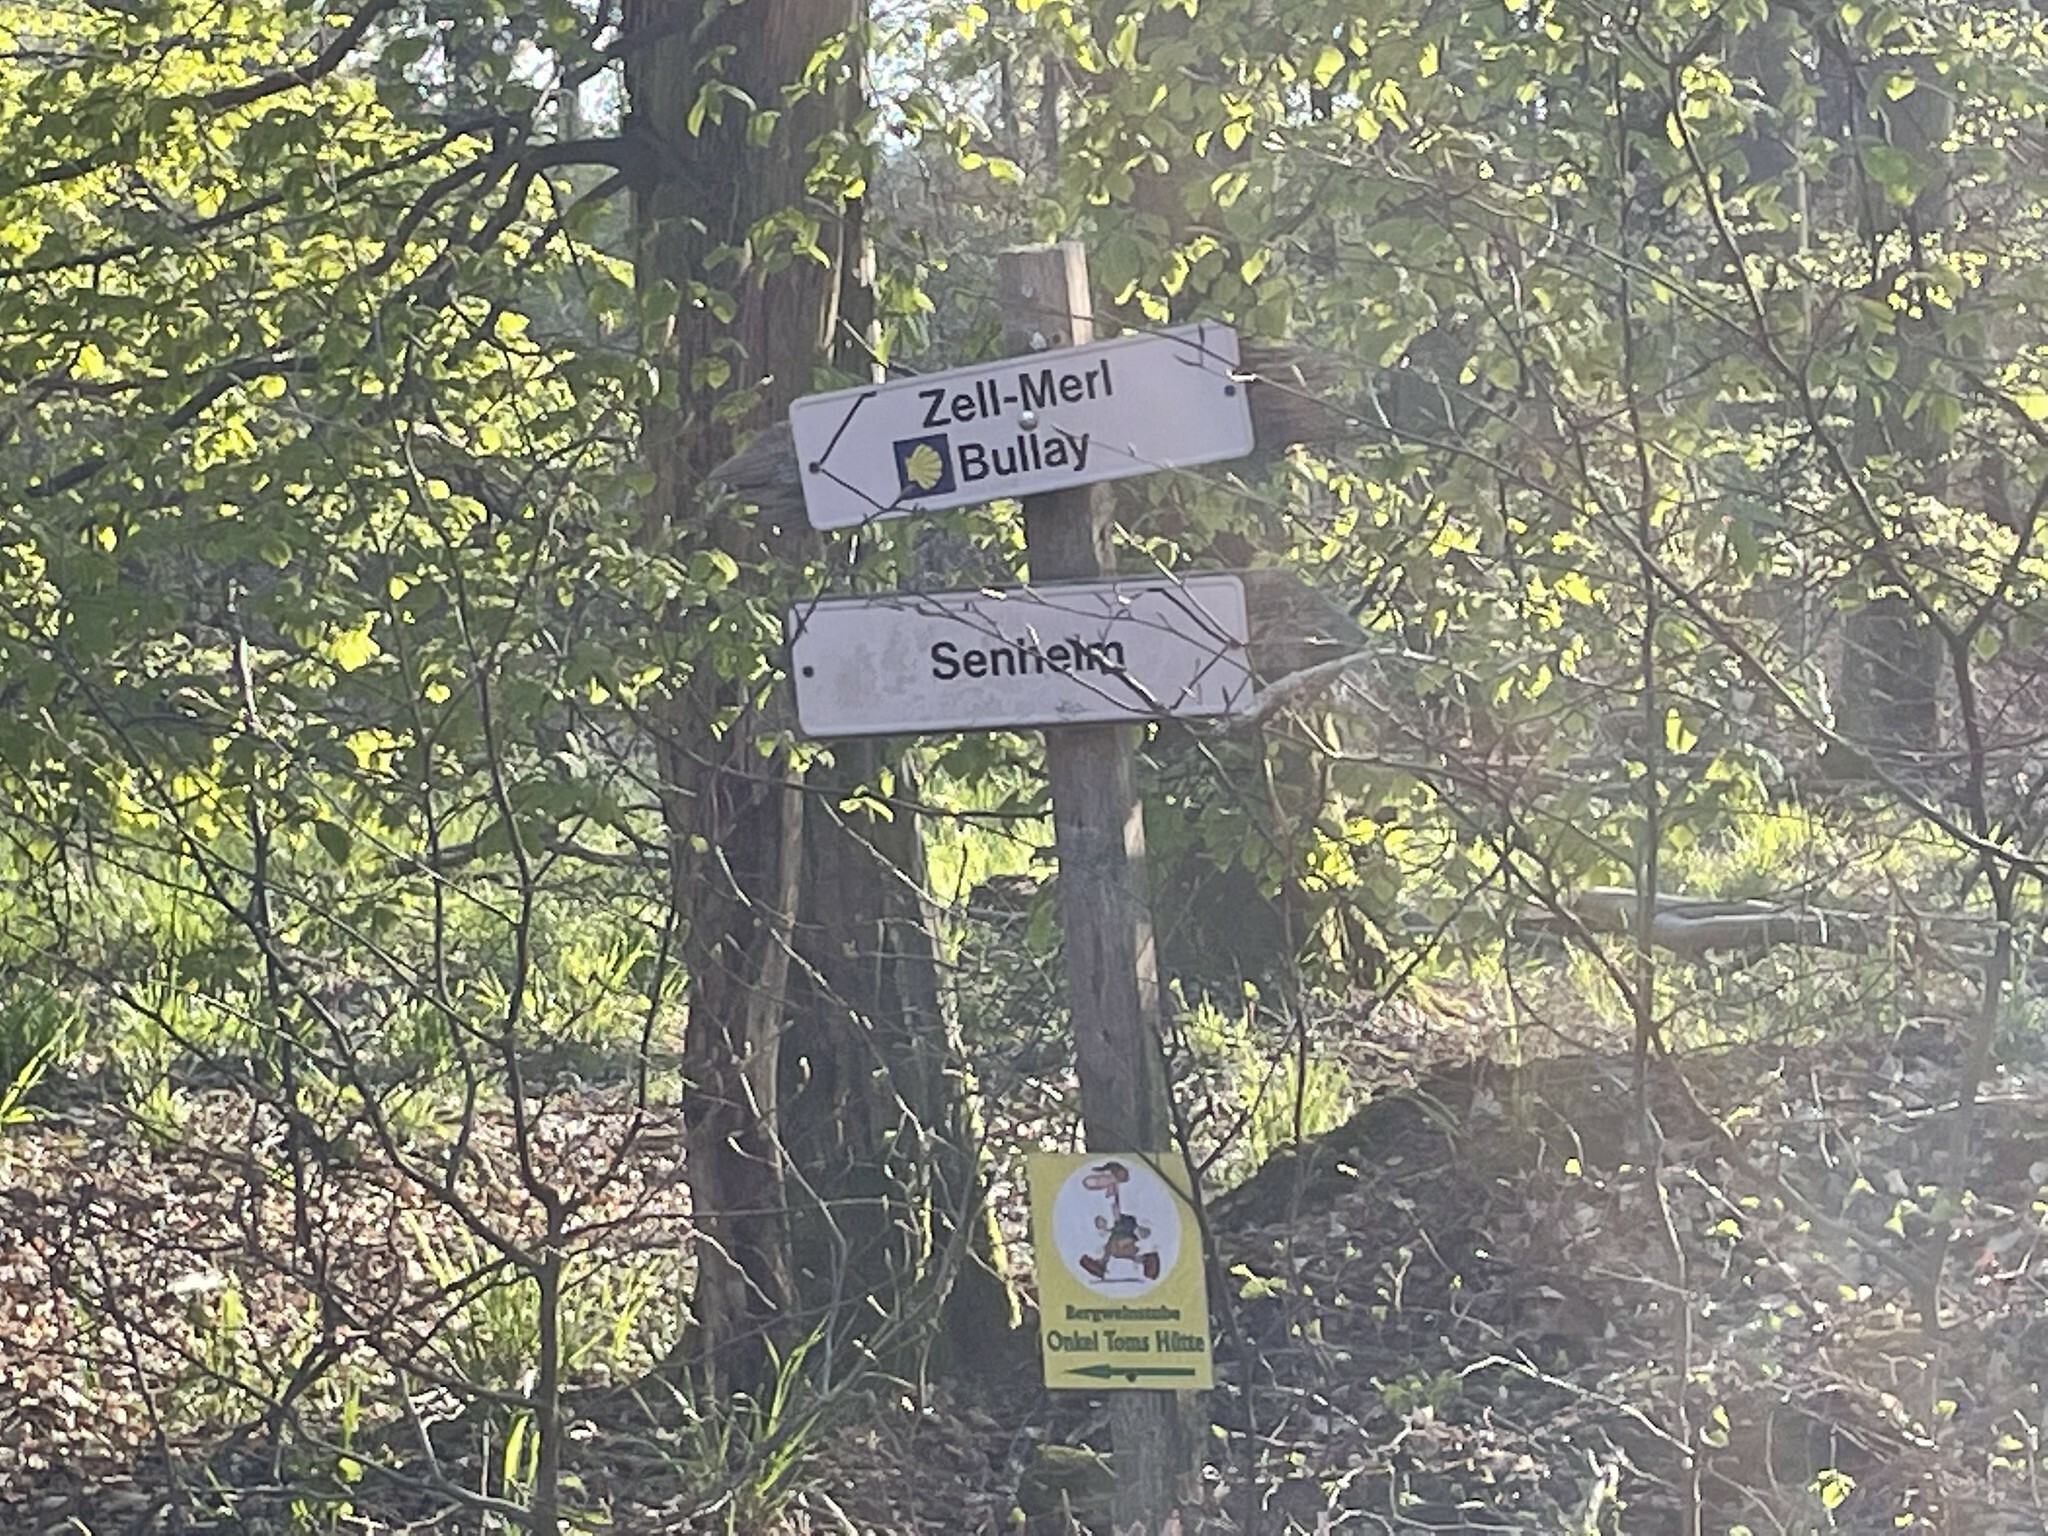 Zell-Merl
Bullay
Senheim
Bergweinstube
Onkel Toms Hütte